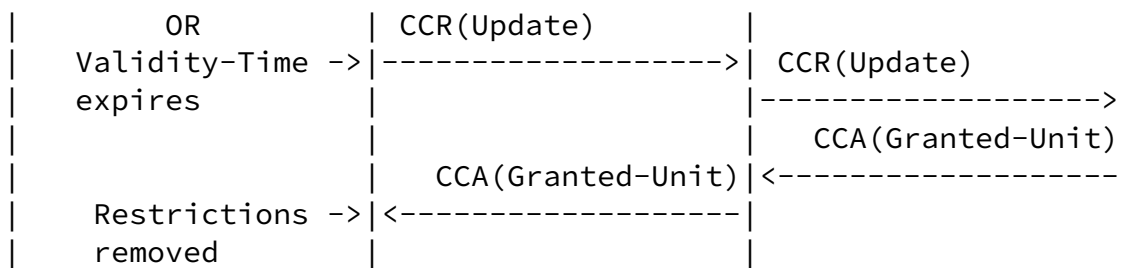 |         OR         | CCR(Update)        |
|    Validity-Time ->|------------------->| CCR(Update)
|    expires         |                    |------------------->
|                    |                    |   CCA(Granted-Unit)
|                    |   CCA(Granted-Unit)|<-------------------
|     Restrictions ->|<-------------------|
|     removed        |                    |